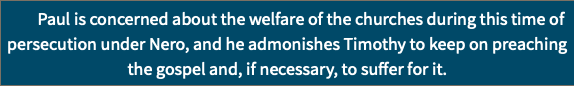 Paul is concerned about the welfare of the churches during this time of
persecution under Nero, and he admonishes Timothy to keep on preaching
the gospel and, if necessary, to suffer for it.